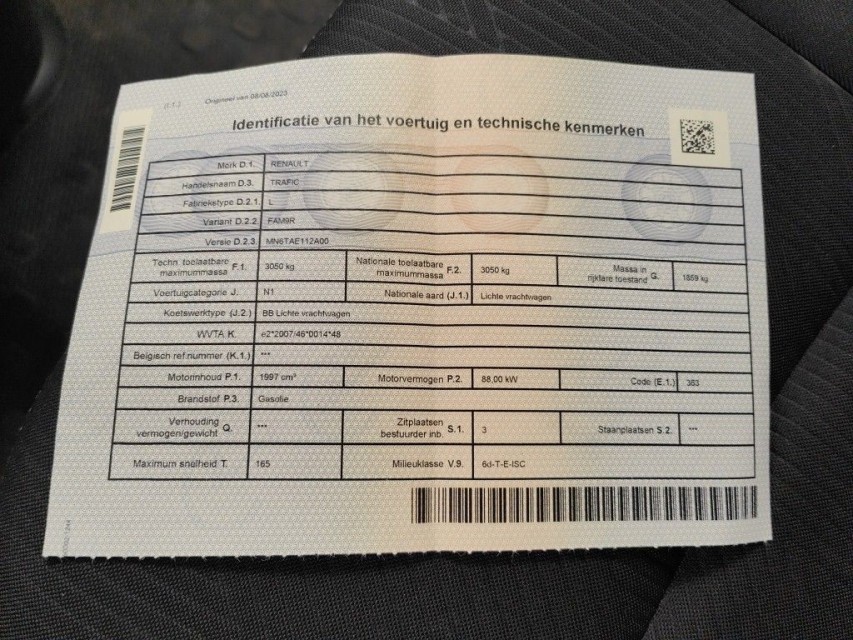 (I.1.) Origineel van 08/08/2023
Identificatie van het voertuig en technische kenmerken
Merk D.1. RENAULT
Handelsnaam D.3. TRAFIC
Fabriekstype D.2.1. L
Variant D.2.2. FAM9R
Versie D.2.3. MN6TAE112A00
Techn. toelaatbare maximummassa F.1. 3050 kg Nationale toelaatbare maximummassa F.2. 3050 kg Massa in rijklare toestand G. 1859 kg
Voertuigcategorie J. N1 Nationale aard (J.1.) Lichte vrachtwagen
Koetswerktype (J.2.) BB Lichte vrachtwagen
WVTA K. e2*2007/46*0014*48
Belgisch ref.nummer (K.1.) ***
Motorinhoud P.1. 1997 cm³ Motorvermogen P.2. 88,00 kW Code (E.1.) 383
Brandstof P.3. Gasolie
Verhouding vermogen/gewicht Q. *** Zitplaatsen bestuurder inb. S.1. 3 Staanplaatsen S.2. ***
Maximum snelheid T. 165 Milieuklasse V.9. 6d-T-E-ISC